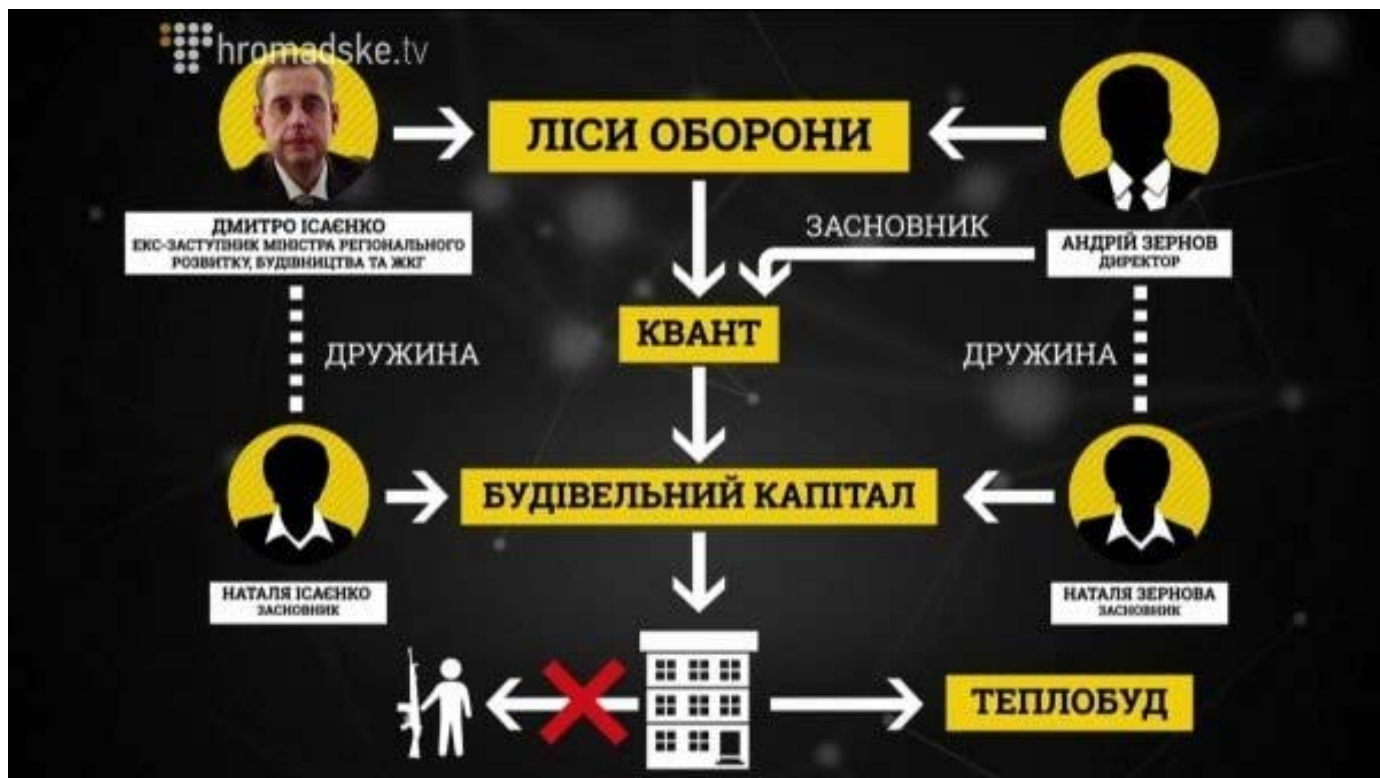 hromadske.tv
ЛІСИ ОБОРОНИ
ДМИТРО ІСАЄНКО
ЕКС-ЗАСТУПНИК МІНІСТРА РЕГІОНАЛЬНОГО
РОЗВИТКУ, БУДІВНИЦТВА ТА ЖКГ
ЗАСНОВНИК
АНДРІЙ ЗЕРНОВ
ДИРЕКТОР
КВАНТ
ДРУЖИНА
ДРУЖИНА
БУДІВЕЛЬНИЙ КАПІТАЛ
НАТАЛЯ ІСАЄНКО
ЗАСНОВНИК
НАТАЛЯ ЗЕРНОВА
ЗАСНОВНИК
ТЕПЛОБУД